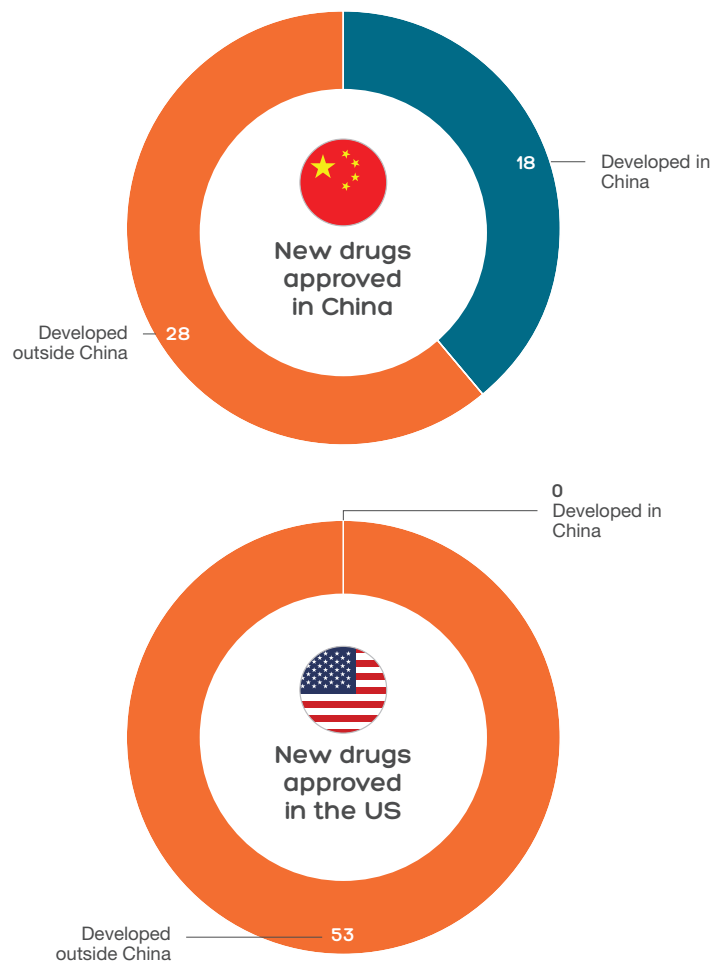 18
Developed in
China
New drugs
approved
in China
Developed
outside China
28
0
Developed in
China
New drugs
approved
in the US
Developed
outside China
53